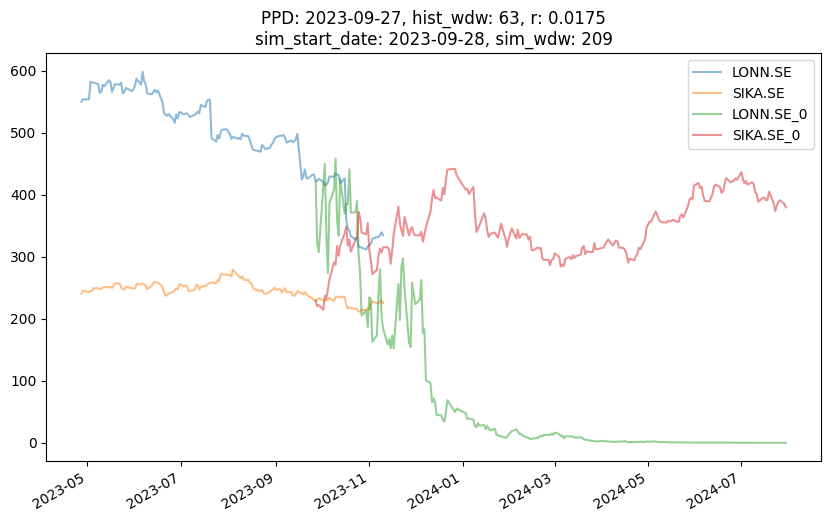 PPD: 2023-09-27, hist_wdw: 63, r: 0.0175
sim_start_date: 2023-09-28, sim_wdw: 209
LONN.SE
SIKA.SE
LONN.SE_0
SIKA.SE_0
600
500
400
300
200
100
0
2023-05
2023-07
2023-09
2023-11
2024-01
2024-03
2024-05
2024-07